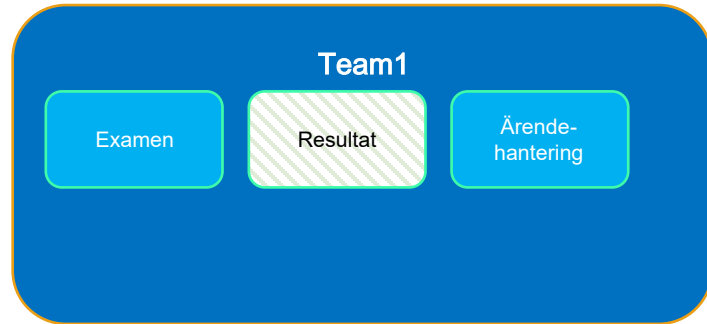 Team1
Examen
Resultat
Ärende-
hantering